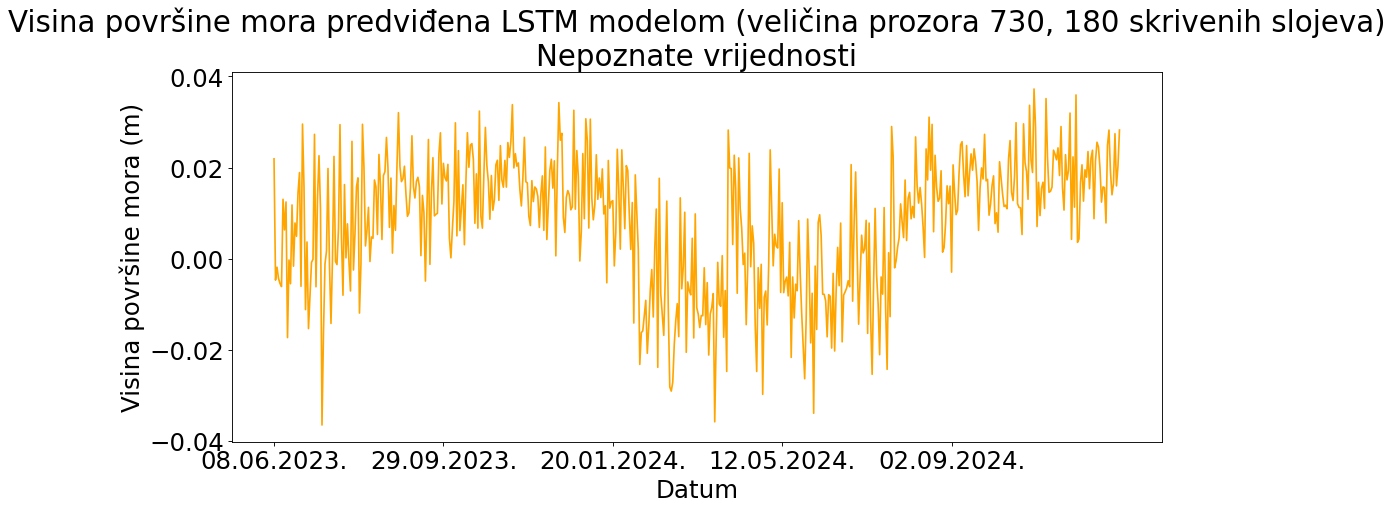 Visina površine mora predviđena LSTM modelom (veličina prozora 730, 180 skrivenih slojeva)
Nepoznate vrijednosti
Visina površine mora (m)
0.04
0.02
0.00
−0.02
−0.04
08.06.2023. 29.09.2023. 20.01.2024. 12.05.2024. 02.09.2024.
Datum